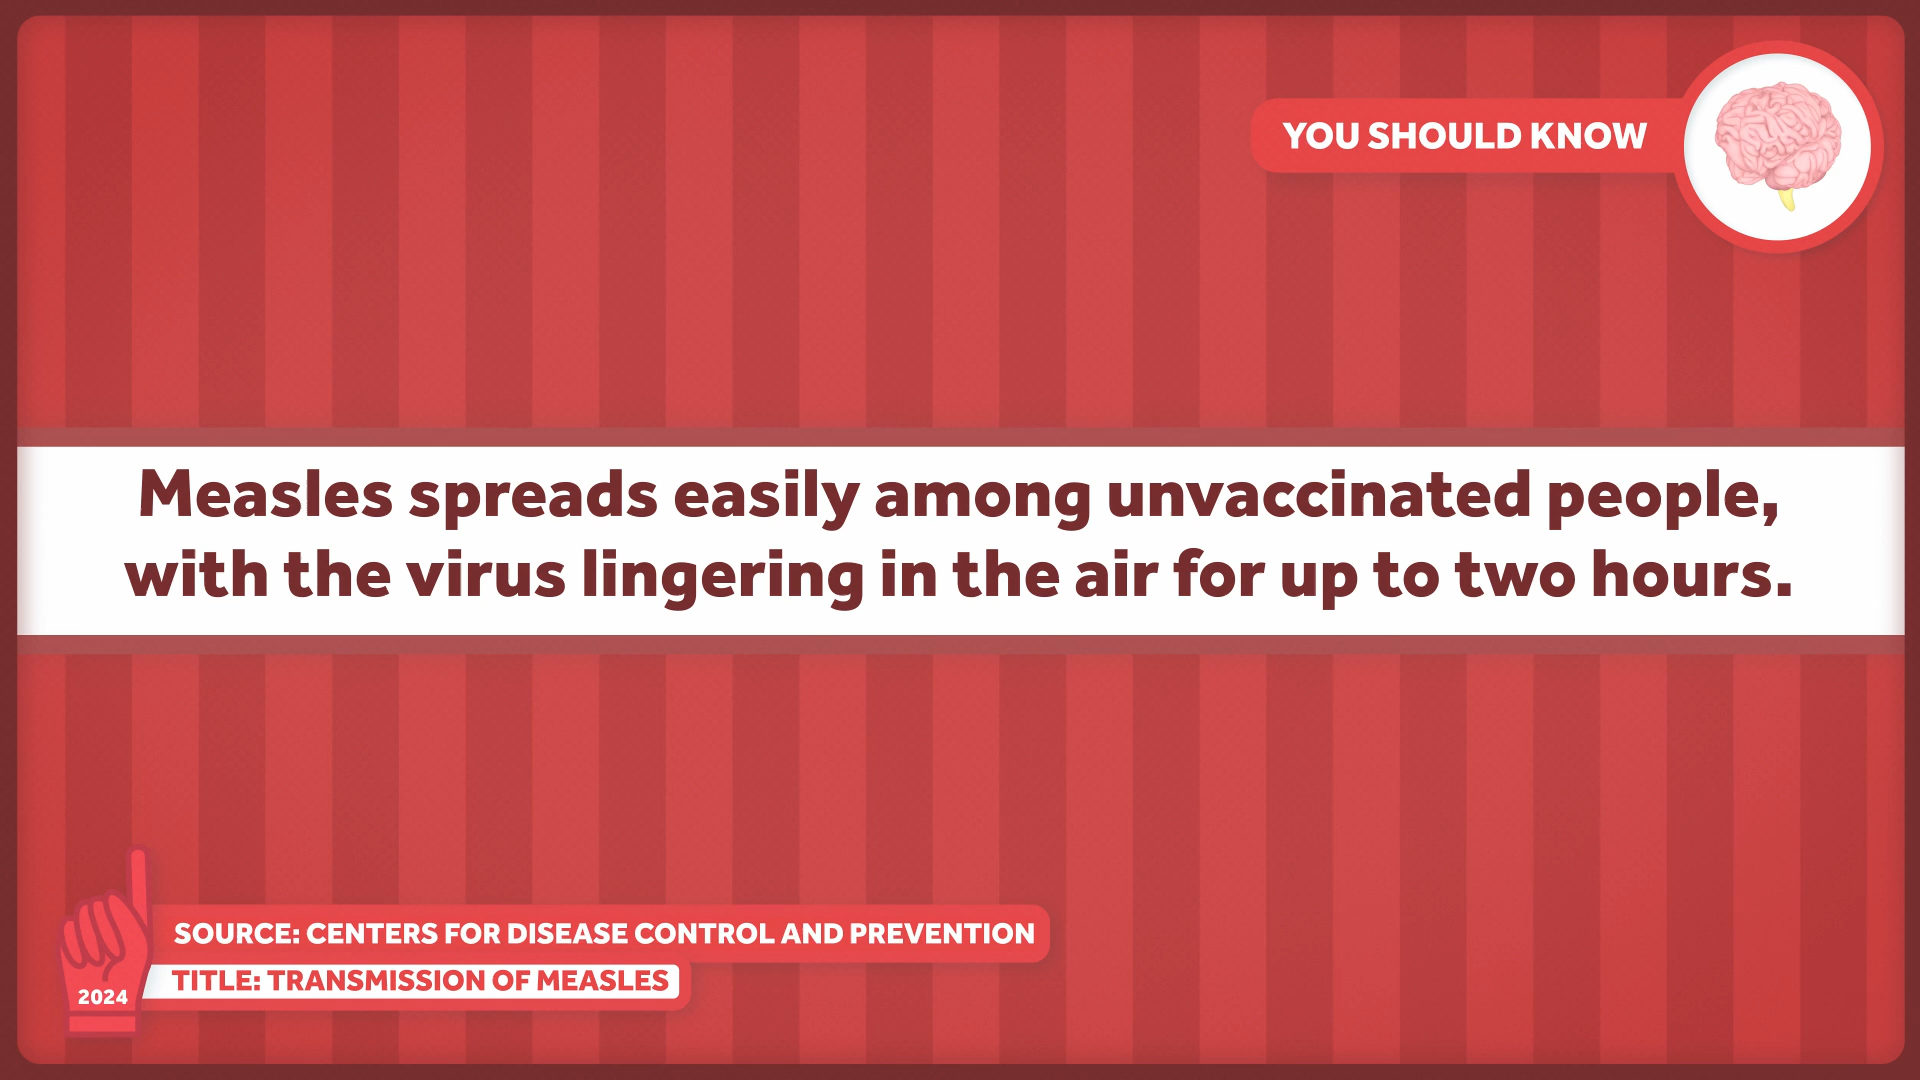 YOU SHOULD KNOW
Measles spreads easily among unvaccinated people,
with the virus lingering in the air for up to two hours.
SOURCE: CENTERS FOR DISEASE CONTROL AND PREVENTION
TITLE: TRANSMISSION OF MEASLES
2024